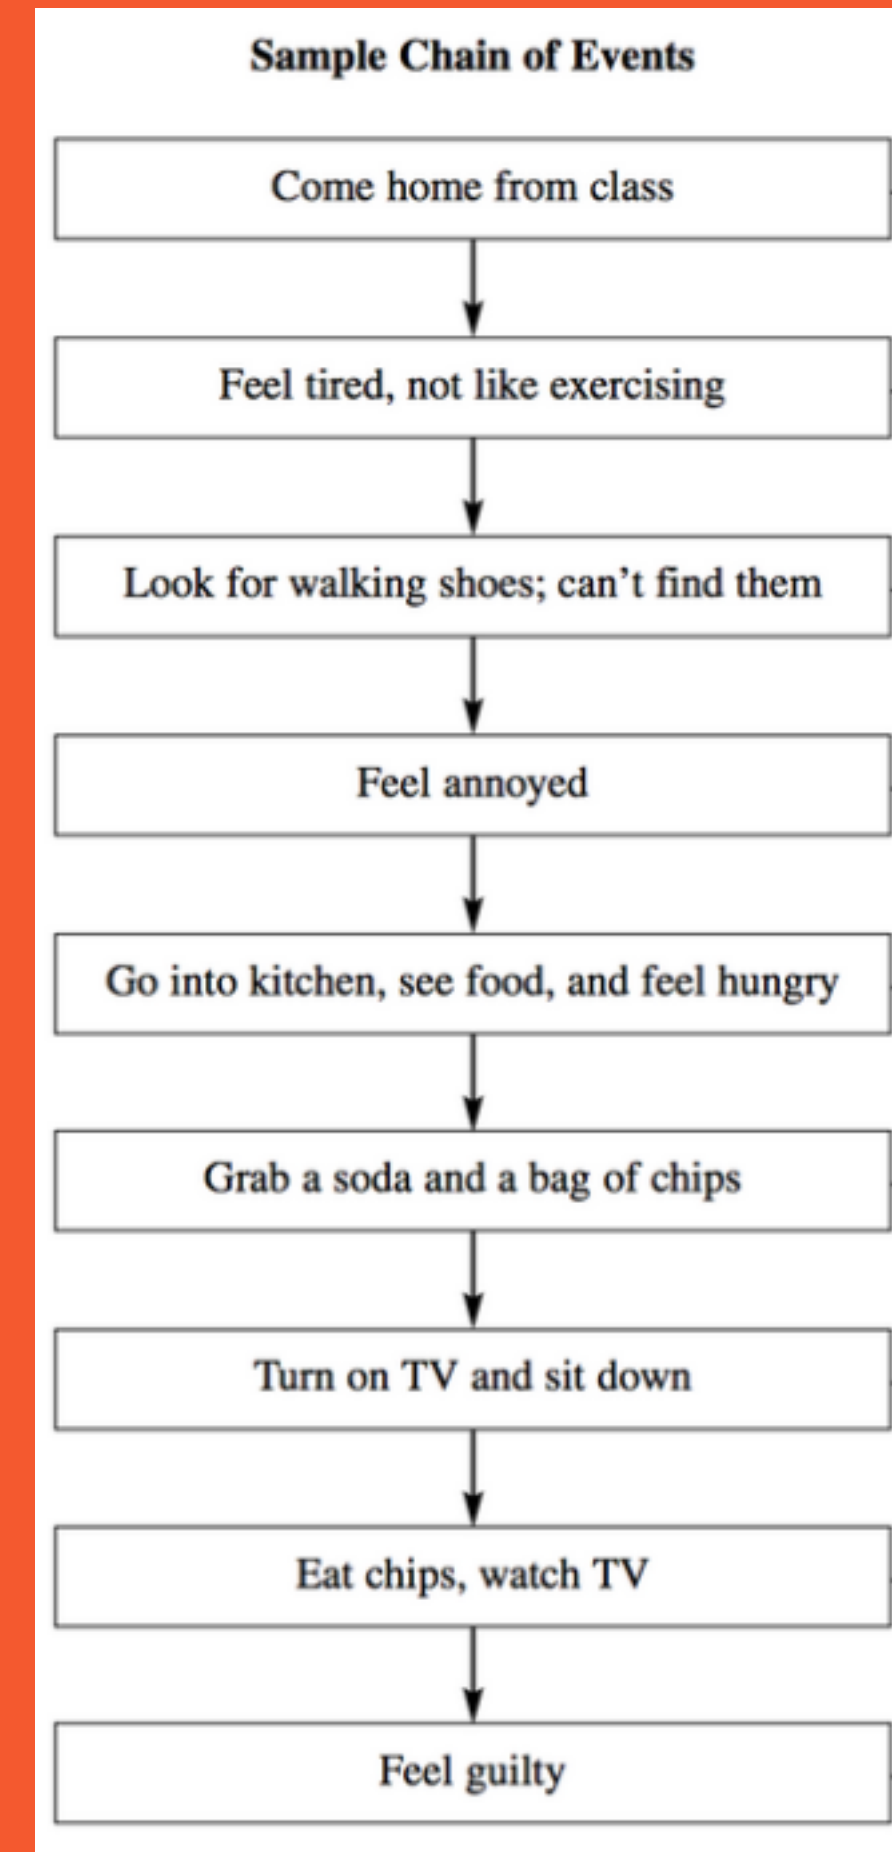 Sample Chain of Events
Come home from class
Feel tired, not like exercising
Look for walking shoes; can’t find them
Feel annoyed
Go into kitchen, see food, and feel hungry
Grab a soda and a bag of chips
Turn on TV and sit down
Eat chips, watch TV
Feel guilty